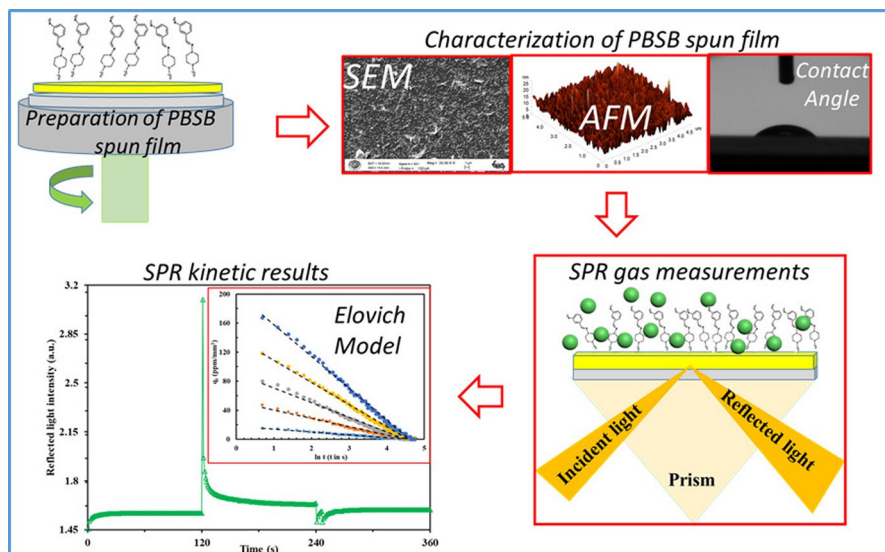 Preparation of PBSB
spun film
Characterization of PBSB spun film
SEM
AFM
Contact
Angle
SPR gas measurements
Incident light
Reflected light
Prism
SPR kinetic results
Elovich
Model
Reflected light intensity (a.u.)
3.2
2.85
2.5
2.15
1.8
1.45
0
120
240
360
Time (s)
200
160
120
80
40
0
0
1
2
3
4
5
ln t (t in s)